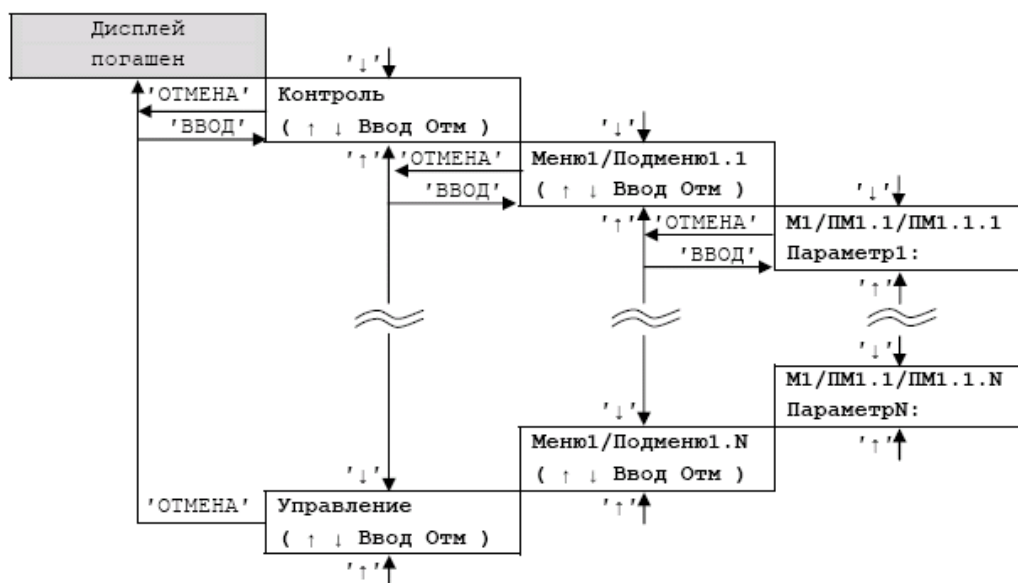 Дисплей
погашен
'↓'
'ОТМЕНА'
Контроль
'ВВОД'
( ↑ ↓ Ввод Отм )
'↓'
'↑'
'ОТМЕНА'
Меню1/Подменю1.1
'ВВОД'
( ↑ ↓ Ввод Отм )
'↓'
'↑'
'ОТМЕНА'
М1/ПМ1.1/ПМ1.1.1
'ВВОД'
Параметр1:
'↑'
'↓'
М1/ПМ1.1/ПМ1.1.N
'↓'
ПараметрN:
Меню1/Подменю1.N
'↑'
'↓'
( ↑ ↓ Ввод Отм )
'ОТМЕНА'
Управление
'↑'
( ↑ ↓ Ввод Отм )
'↑'